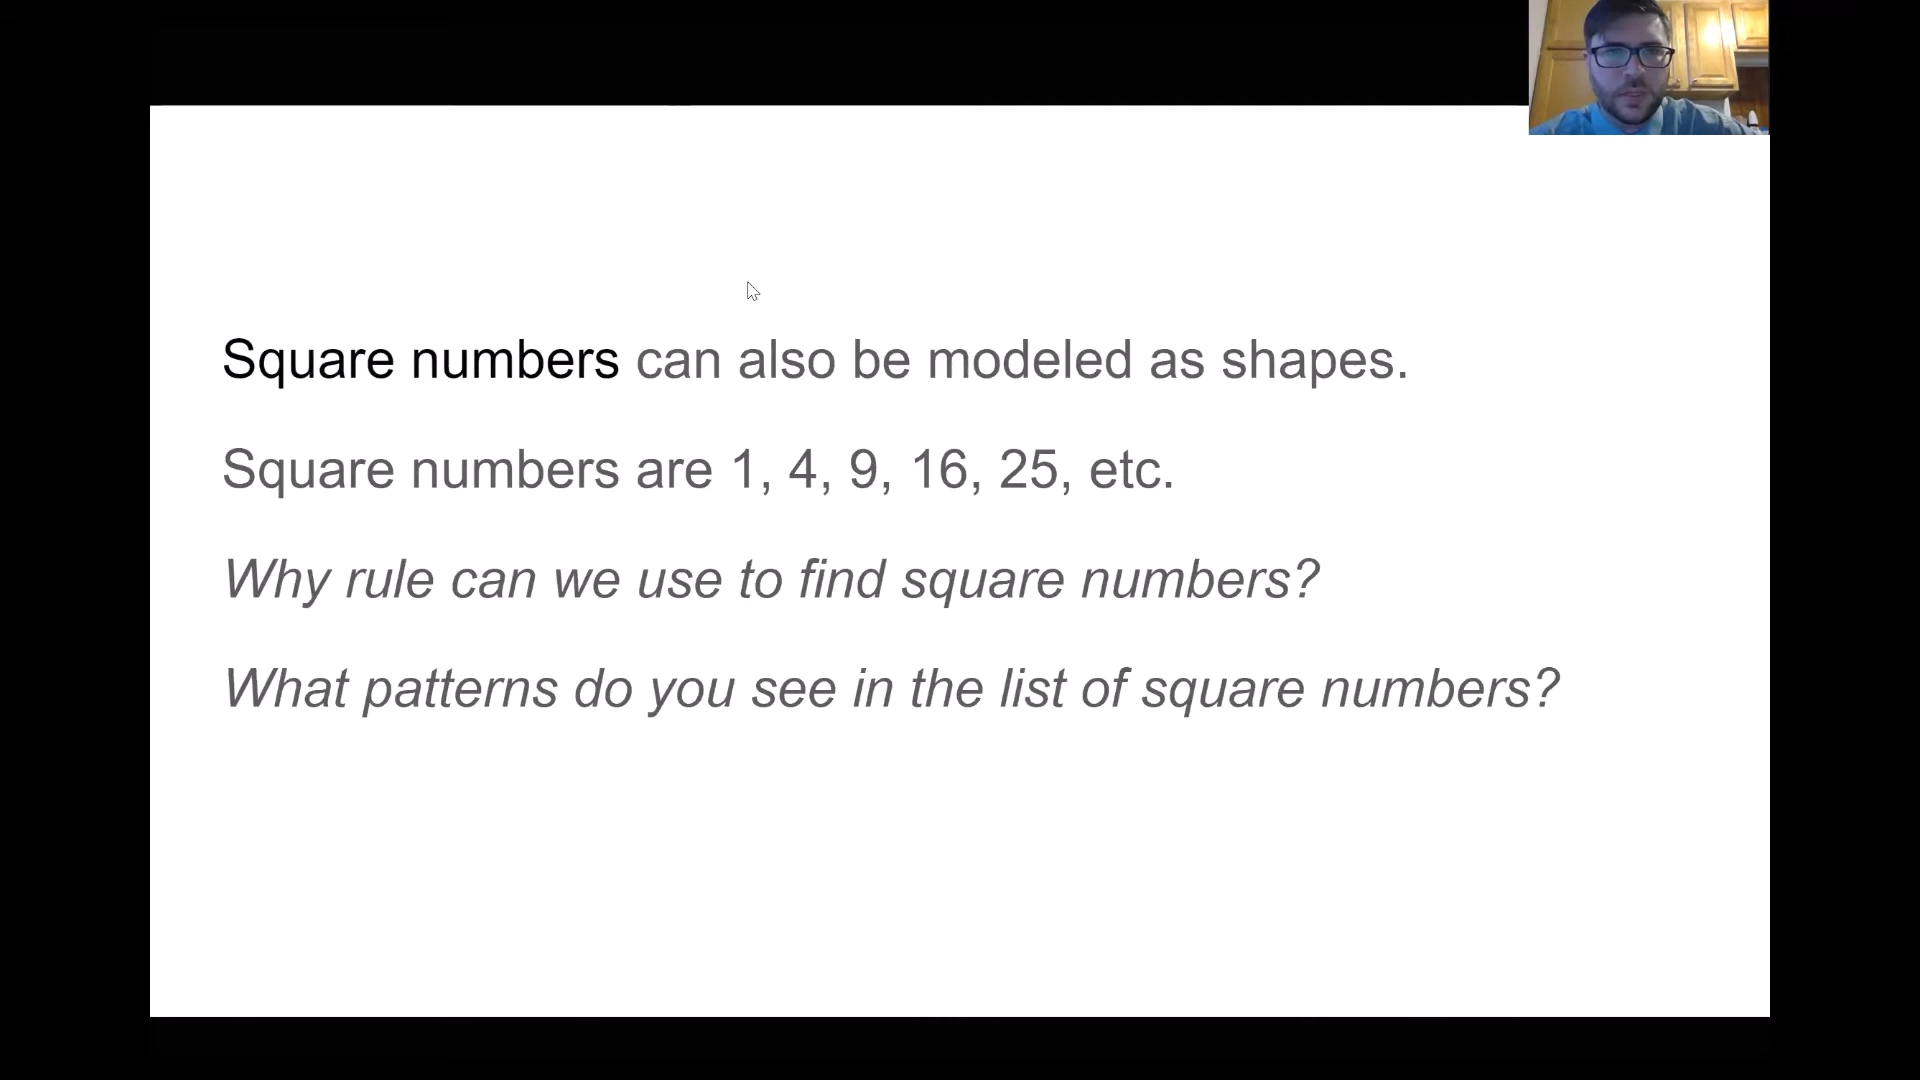 Square numbers can also be modeled as shapes.
Square numbers are 1, 4, 9, 16, 25, etc.
Why rule can we use to find square numbers?
What patterns do you see in the list of square numbers?